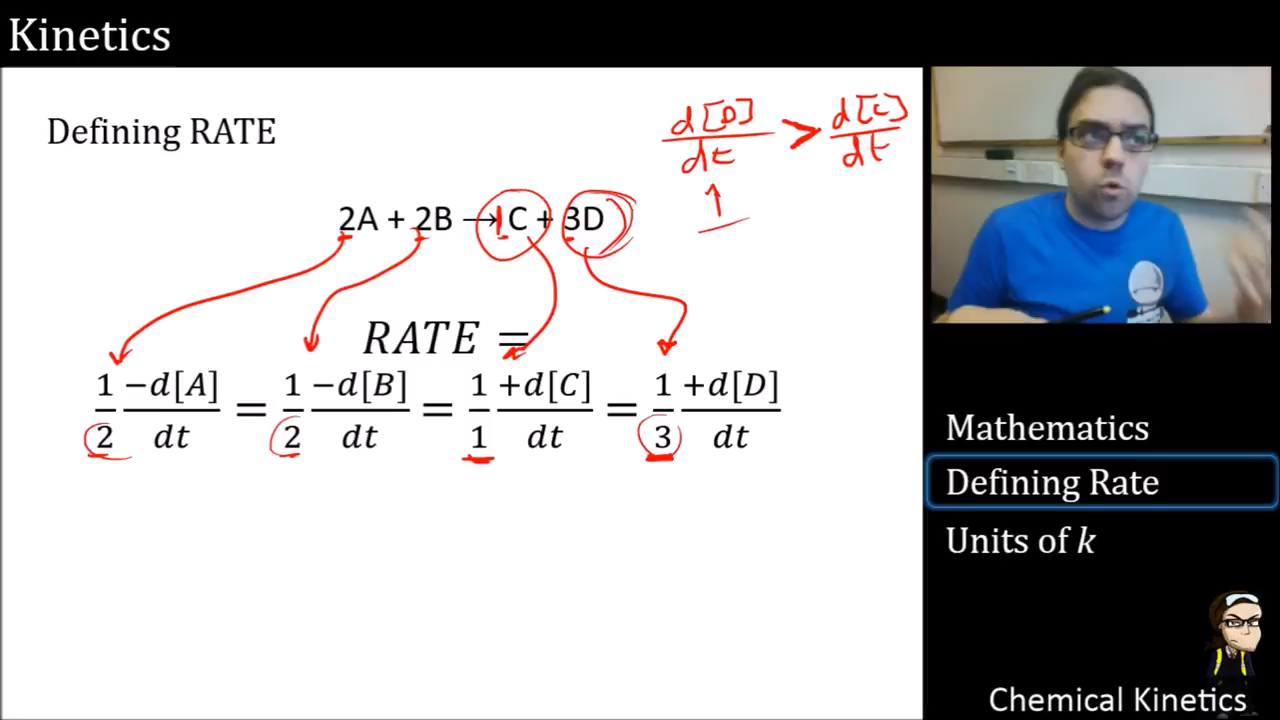 Kinetics
Defining RATE
d[D]/dt > d[C]/dt
↑
2A + 2B → 1C + 3D
RATE =
1/2 −d[A]/dt = 1/2 −d[B]/dt = 1/1 +d[C]/dt = 1/3 +d[D]/dt
Mathematics
Defining Rate
Units of k
Chemical Kinetics